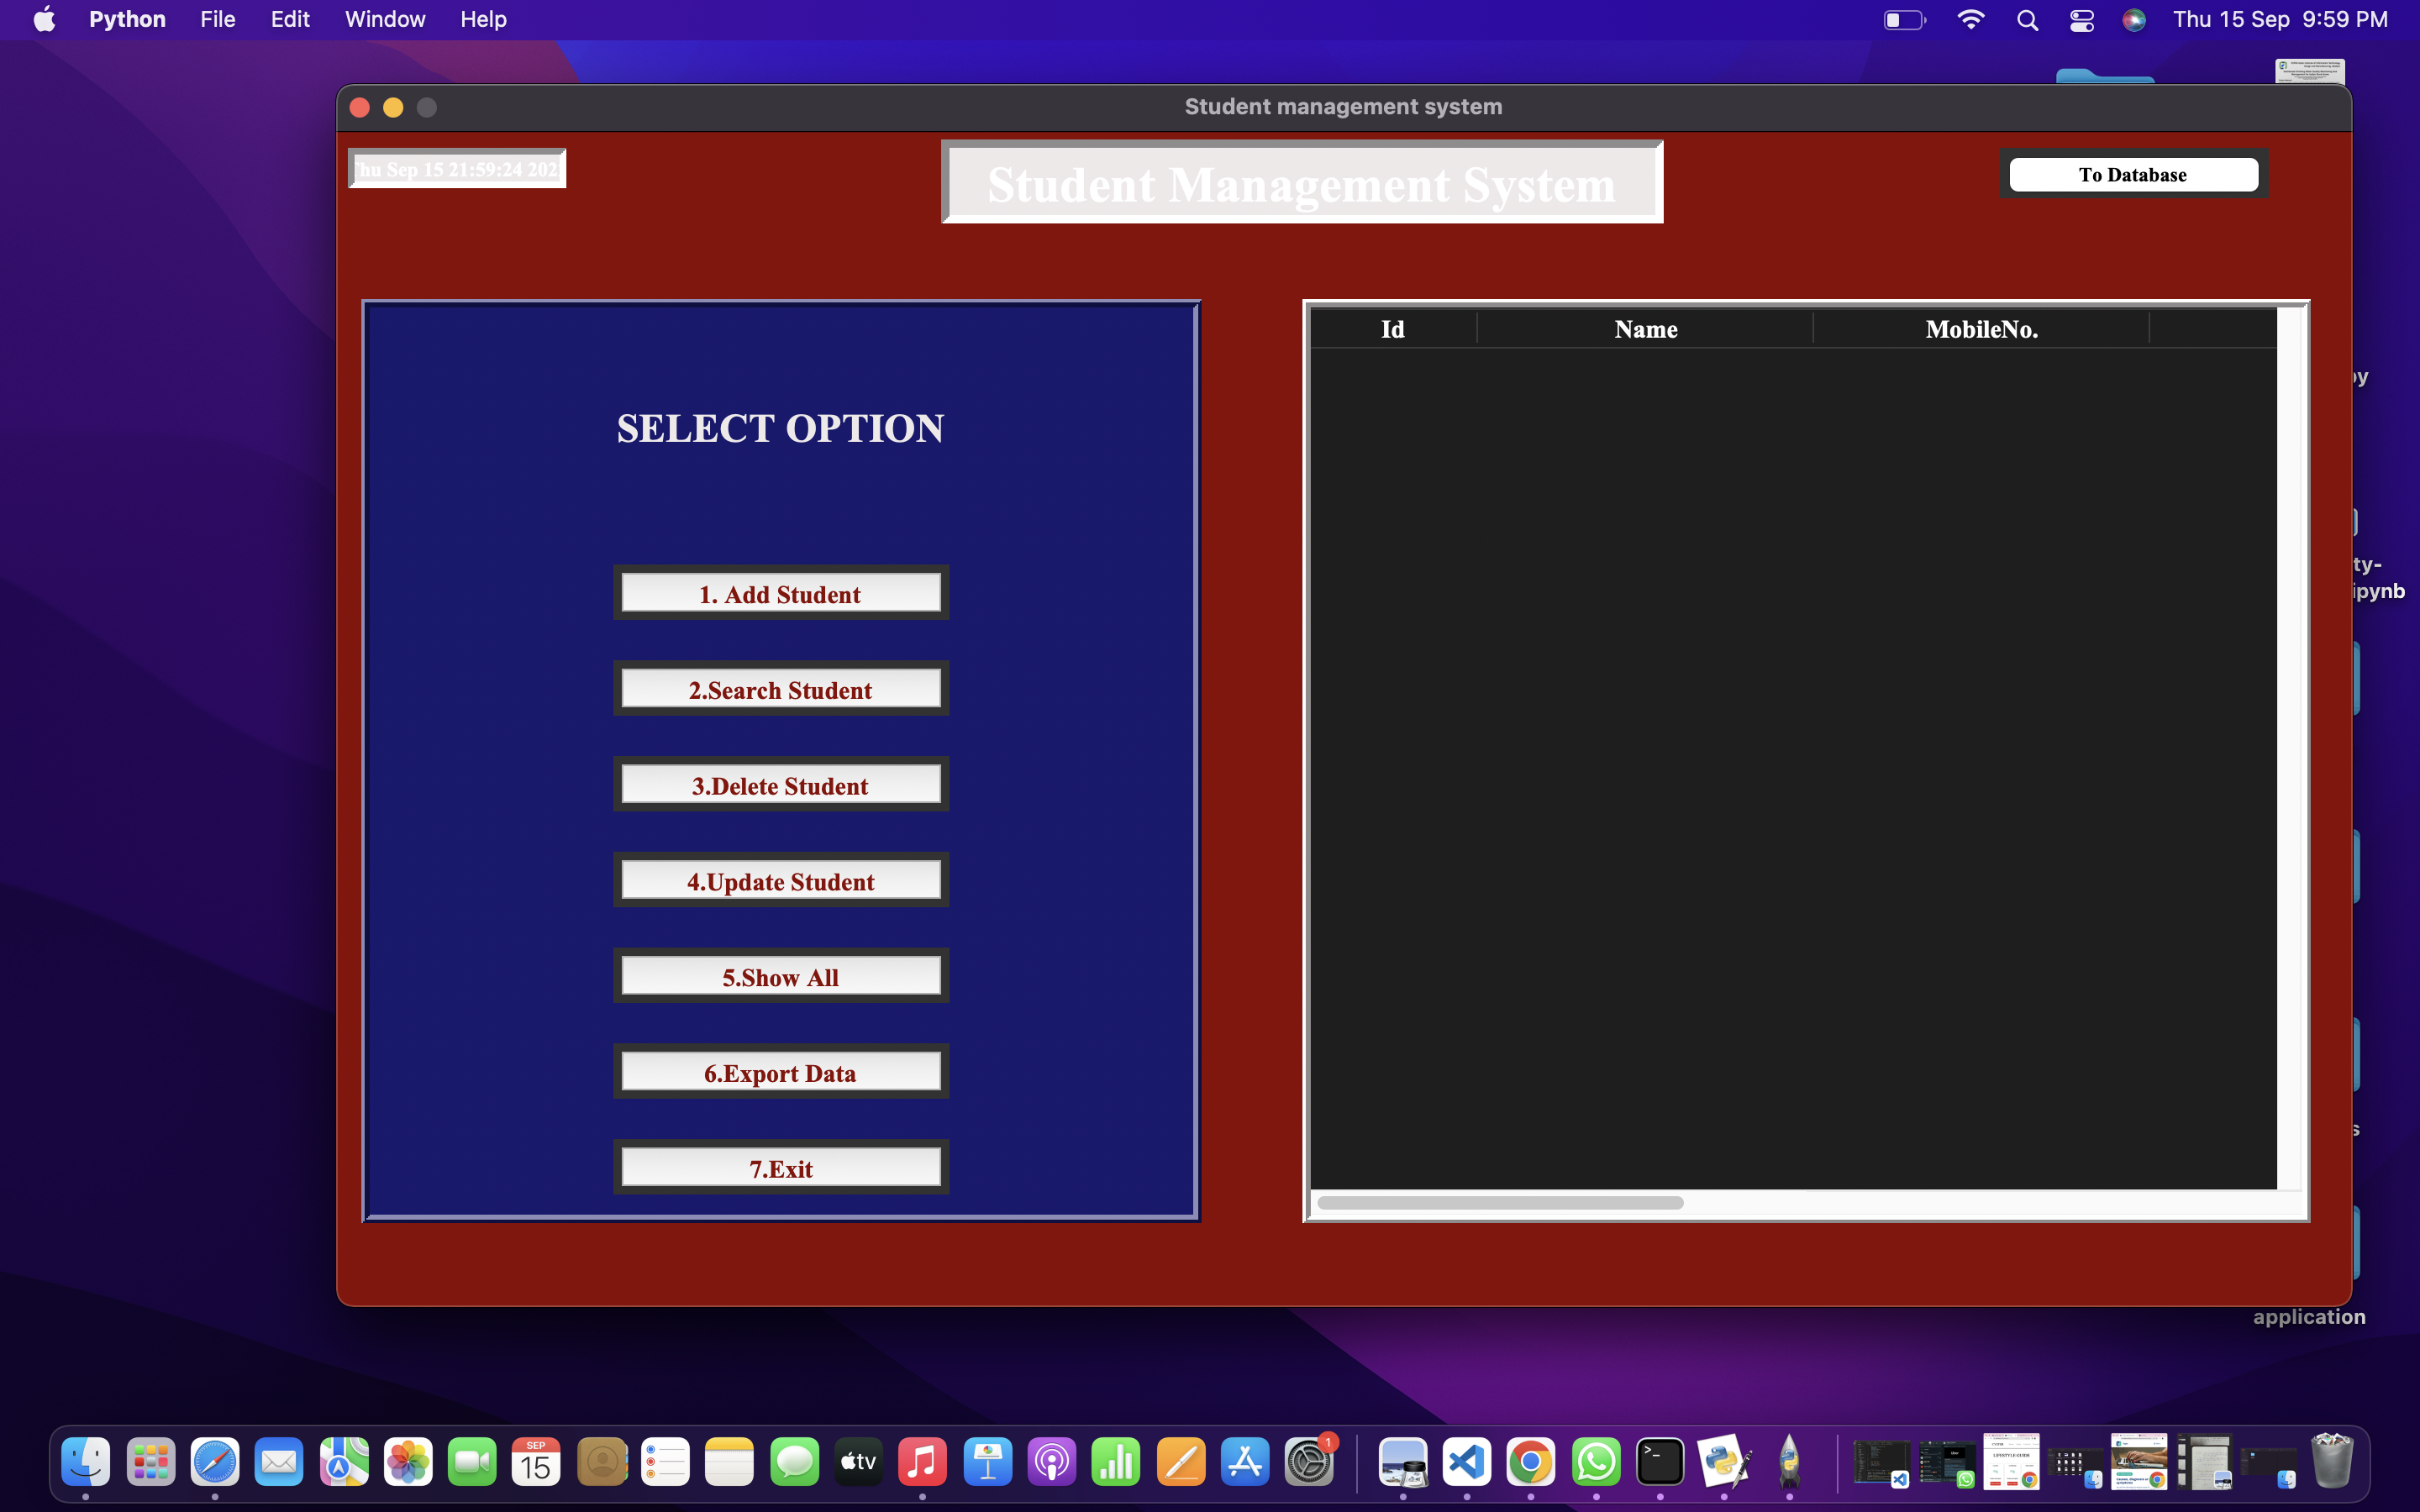 Python File Edit Window Help
Thu 15 Sep 9:59 PM
Student management system
hu Sep 15 21:59:24 202
Student Management System
To Database
SELECT OPTION
1. Add Student
2.Search Student
3.Delete Student
4.Update Student
5.Show All
6.Export Data
7.Exit
Id Name MobileNo.
ty-
ipynb
application
SEP
15
tv
1
>_